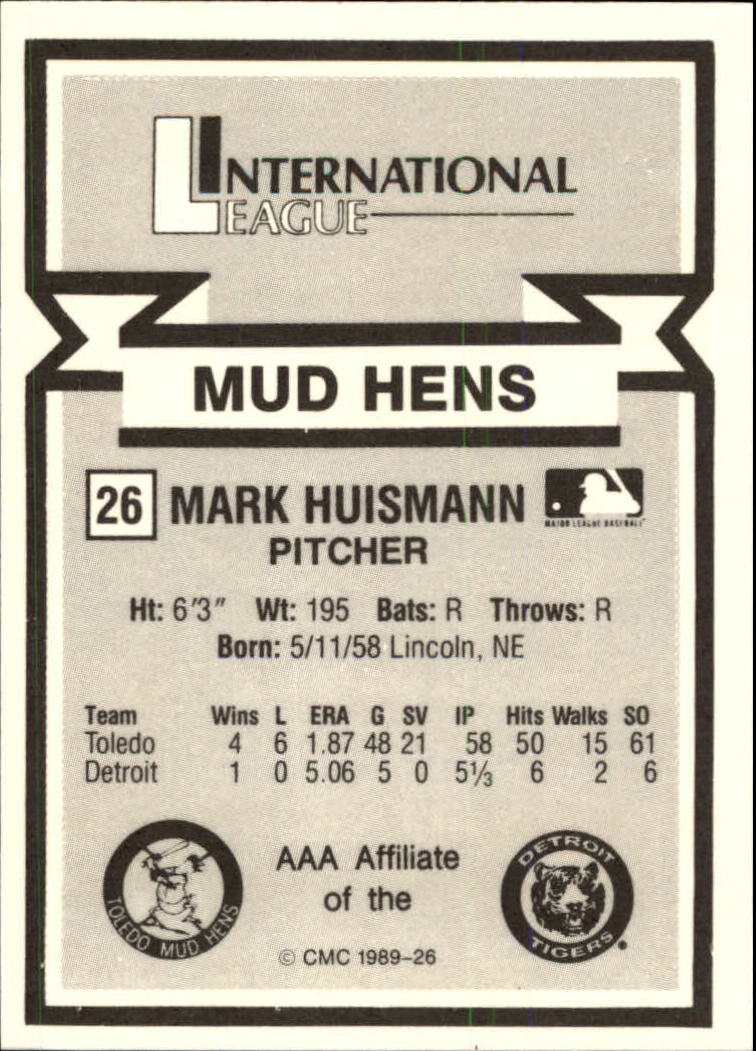 INTERNATIONAL
LEAGUE
MUD HENS
26 MARK HUISMANN
MAJOR LEAGUE BASEBALL
PITCHER
Ht: 6'3" Wt: 195 Bats: R Throws: R
Born: 5/11/58 Lincoln, NE
Team Wins L ERA G SV IP Hits Walks SO
Toledo 4 6 1.87 48 21 58 50 15 61
Detroit 1 0 5.06 5 0 5⅓ 6 2 6
TOLEDO MUD HENS
AAA Affiliate
of the
DETROIT
TIGERS
© CMC 1989-26